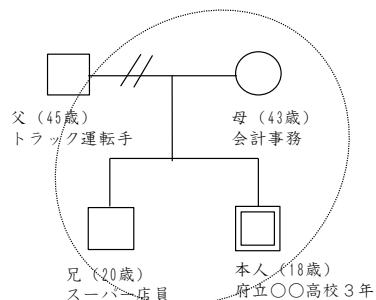 父（45歳）
トラック運転手
母（43歳）
会計事務
兄（20歳）
スーパー店員
本人（18歳）
府立〇〇高校３年